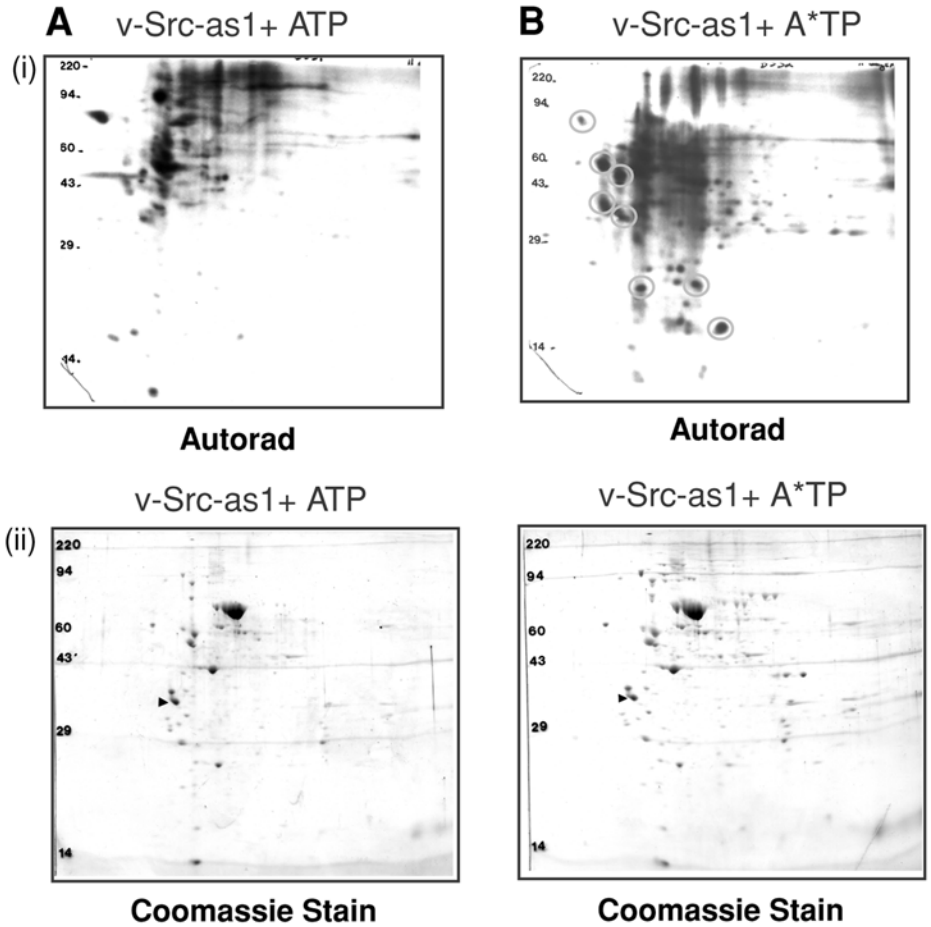 A v-Src-as1+ ATP
B v-Src-as1+ A*TP
(i)
220-
94.
60.
43.
29.
14.
220.
94.
60.
43.
29.
14.
Autorad
Autorad
v-Src-as1+ ATP
v-Src-as1+ A*TP
(ii)
220
94
60
43
29
14
220
94
60
43
29
14
Coomassie Stain
Coomassie Stain